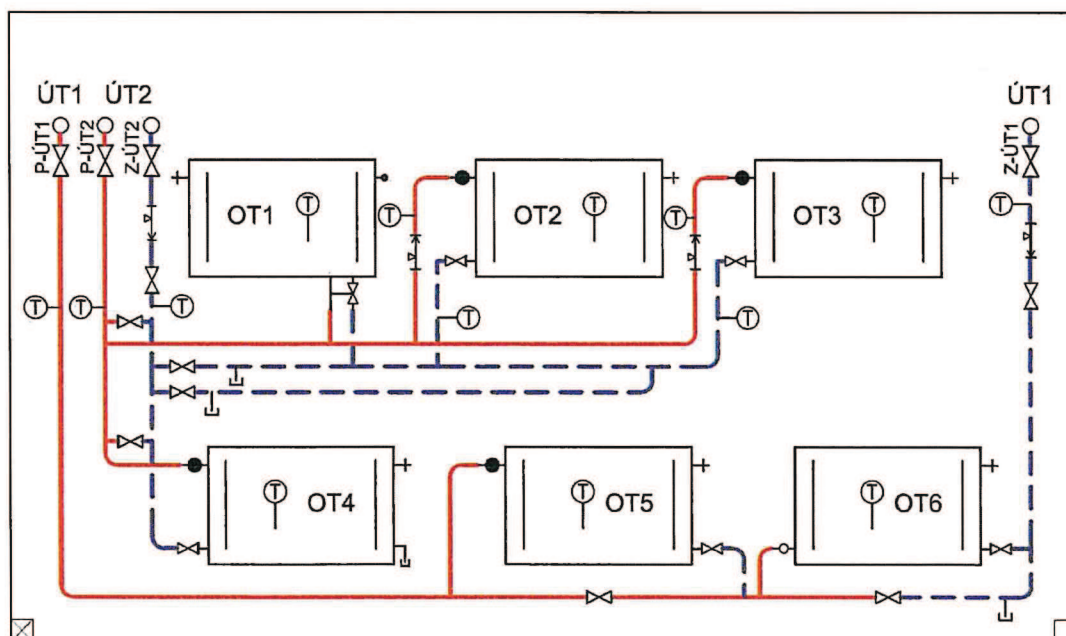 ÚT1 ÚT2 ÚT1
P-ÚT1
P-ÚT2
Z-ÚT2
Z-ÚT1
OT1 T
OT2 T
OT3 T
T
T
T
T
T
T
T
T
T
T OT4
T OT5
T OT6